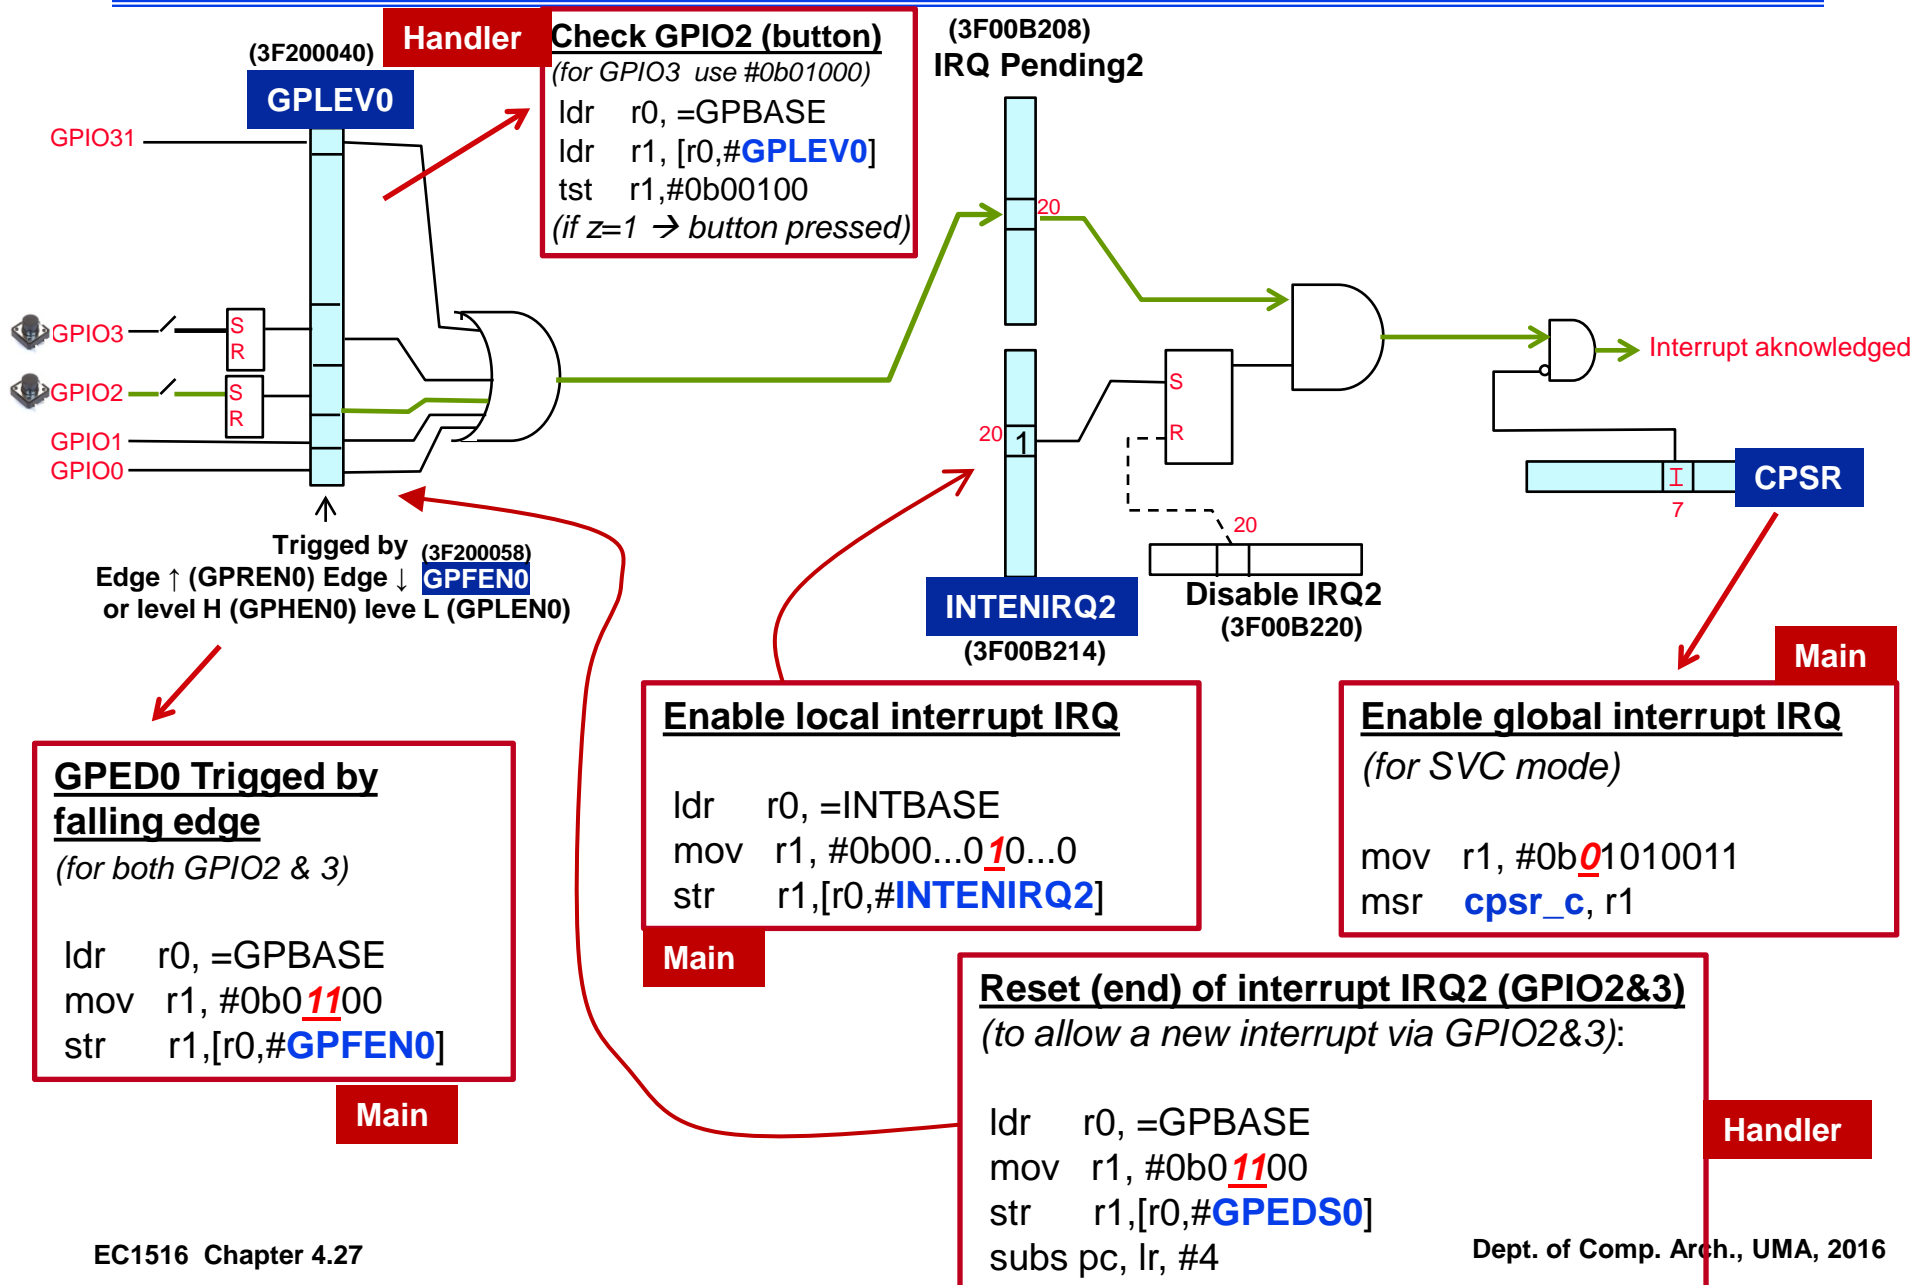 (3F200040)
GPLEV0
Handler
Check GPIO2 (button)
(for GPIO3 use #0b01000)
ldr r0, =GPBASE
ldr r1, [r0,#GPLEV0]
tst r1,#0b00100
(if z=1 → button pressed)
(3F00B208)
IRQ Pending2
GPIO31
GPIO3
GPIO2
GPIO1
GPIO0
S
R
S
R
20
20
1
S
R
20
Interrupt aknowledged
I
7
CPSR
Trigged by (3F200058)
Edge ↑ (GPREN0) Edge ↓ GPFEN0
or level H (GPHEN0) leve L (GPLEN0)
INTENIRQ2
(3F00B214)
Disable IRQ2
(3F00B220)
GPED0 Trigged by
falling edge
(for both GPIO2 & 3)
ldr r0, =GPBASE
mov r1, #0b01100
str r1,[r0,#GPFEN0]
Main
Enable local interrupt IRQ
ldr r0, =INTBASE
mov r1, #0b00...010...0
str r1,[r0,#INTENIRQ2]
Main
Main
Enable global interrupt IRQ
(for SVC mode)
mov r1, #0b01010011
msr cpsr_c, r1
Reset (end) of interrupt IRQ2 (GPIO2&3)
(to allow a new interrupt via GPIO2&3):
ldr r0, =GPBASE
mov r1, #0b01100
str r1,[r0,#GPEDS0]
subs pc, lr, #4
Handler
EC1516 Chapter 4.27
Dept. of Comp. Arch., UMA, 2016